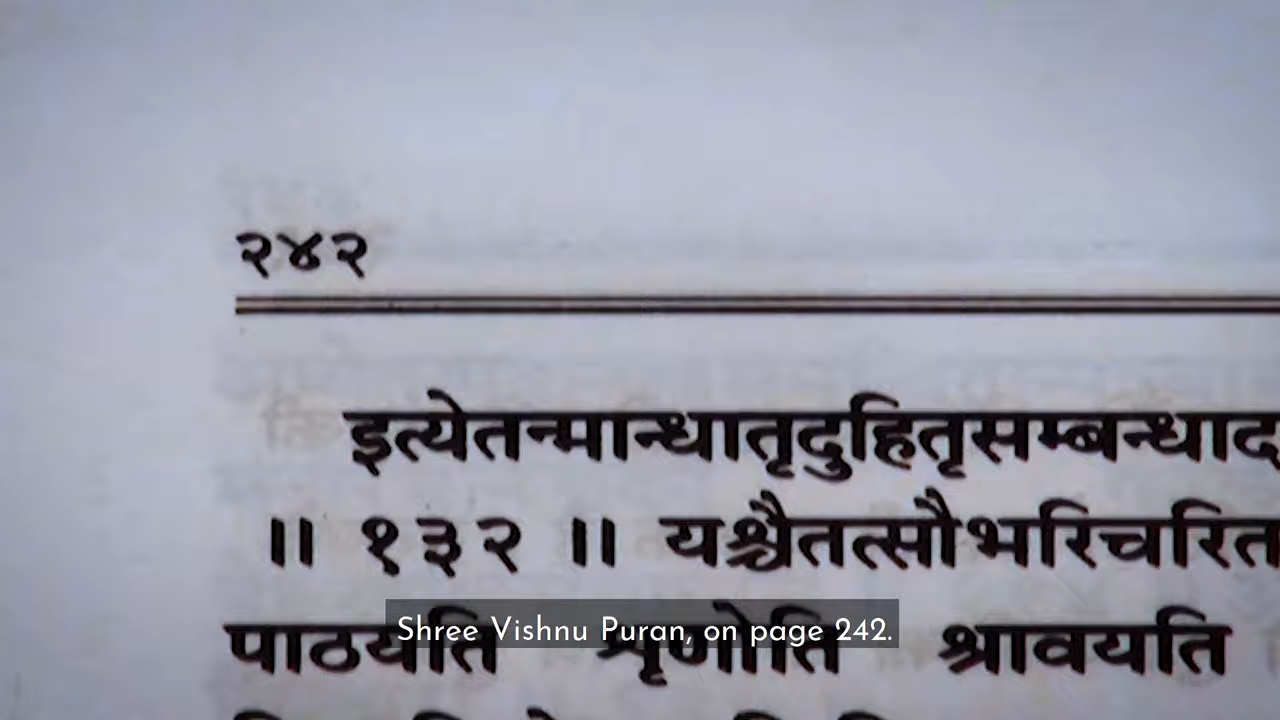 २४२
इत्येतन्मान्धातृदुहितृसम्बन्धाद
॥ १३२ ॥ यश्चैतत्सौभरिचरित
पाठयति शृणोति श्रावयति
Shree Vishnu Puran, on page 242.